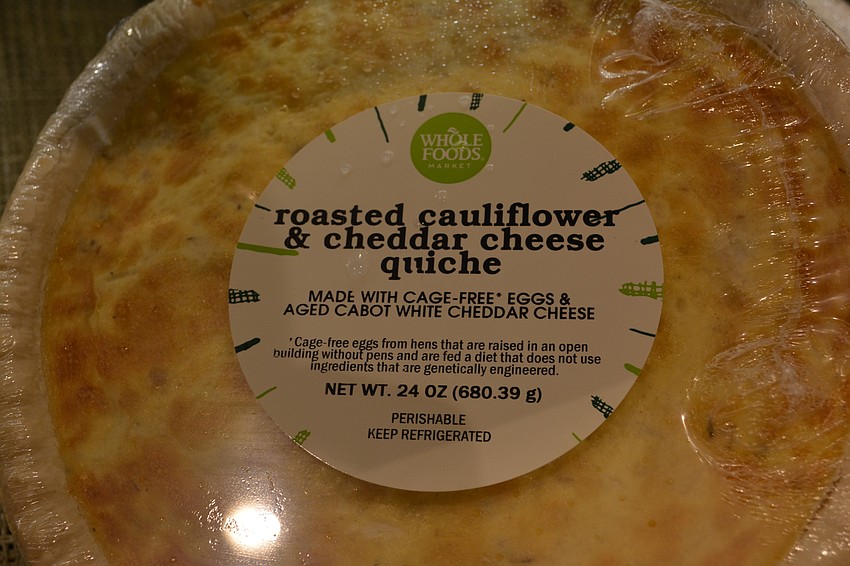 WHOLE
FOODS
MARKET
roasted cauliflower
& cheddar cheese
quiche
MADE WITH CAGE-FREE* EGGS &
AGED CABOT WHITE CHEDDAR CHEESE
*Cage-free eggs from hens that are raised in an open
building without pens and are fed a diet that does not use
ingredients that are genetically engineered.
NET WT. 24 OZ (680.39 g)
PERISHABLE
KEEP REFRIGERATED